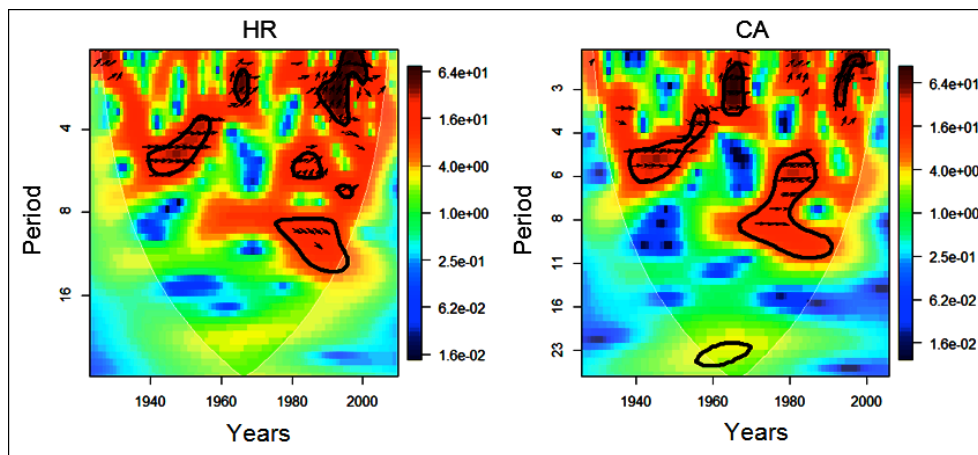 HR
CA
Period
4
8
16
1940
1960
1980
2000
Years
6.4e+01
1.6e+01
4.0e+00
1.0e+00
2.5e-01
6.2e-02
1.6e-02
Period
3
4
6
8
11
16
23
1940
1960
1980
2000
Years
6.4e+01
1.6e+01
4.0e+00
1.0e+00
2.5e-01
6.2e-02
1.6e-02